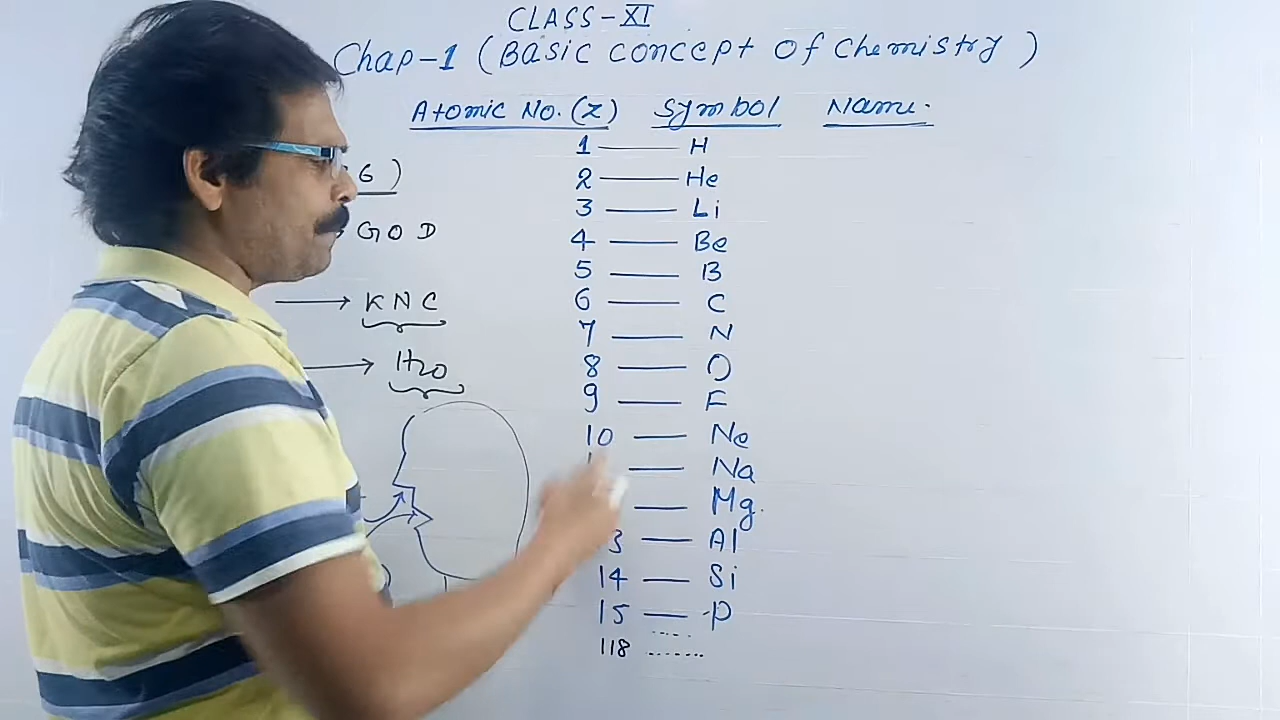 CLASS-XI
Chap-1 (Basic concept of chemistry)
Atomic No.(z) symbol Name.
1 — H
2 — He
3 — Li
4 — Be
5 — B
6 — C
7 — N
8 — O
9 — F
10 — Ne
— Na
— Mg.
3 — Al
14 — Si
15 — P
118 .......
6)
GOD
→ KNC
→ H2O